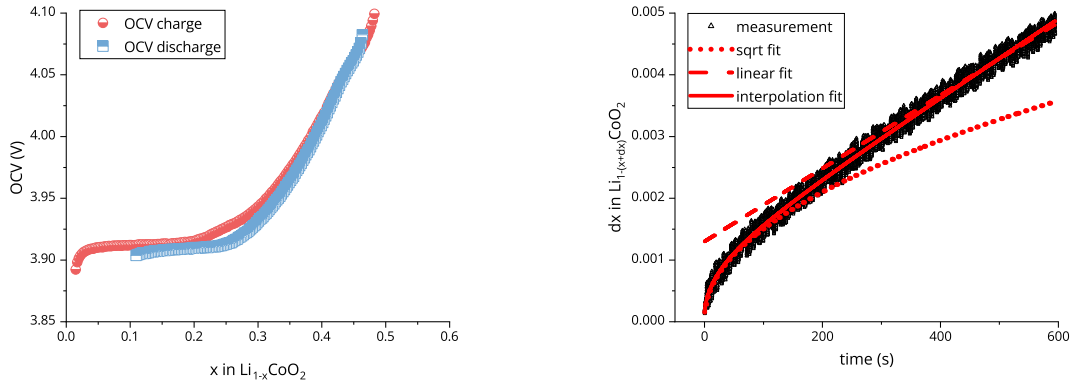 4.10
4.05
4.00
3.95
3.90
3.85
OCV (V)
OCV charge
OCV discharge
0.0 0.1 0.2 0.3 0.4 0.5 0.6
x in Li1-xCoO2
0.005
0.004
0.003
0.002
0.001
0.000
dx in Li1-(x+dx)CoO2
measurement
sqrt fit
linear fit
interpolation fit
0 200 400 600
time (s)